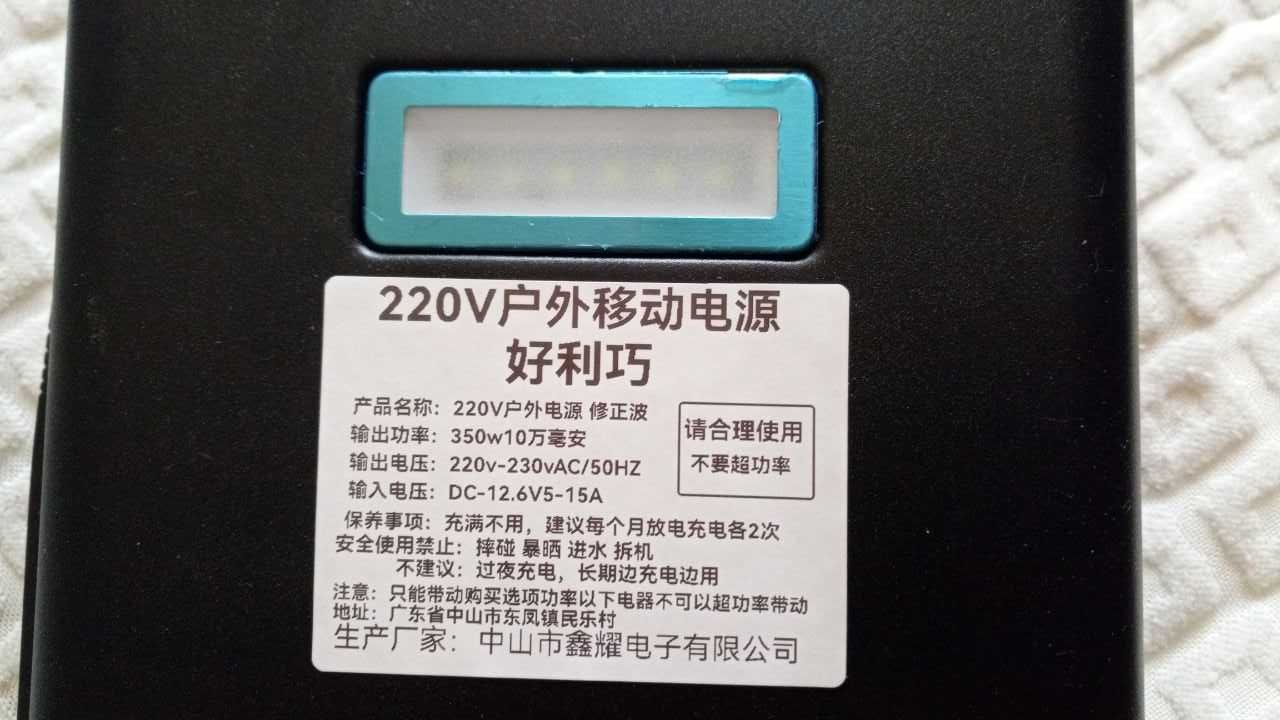 220V户外移动电源
好利巧
产品名称：220V户外电源 修正波
输出功率：350w10万毫安
输出电压：220v-230vAC/50HZ
输入电压：DC-12.6V5-15A
请合理使用
不要超功率
保养事项：充满不用，建议每个月放电充电各2次
安全使用禁止：摔碰 暴晒 进水 拆机
不建议：过夜充电，长期边充电边用
注意：只能带动购买选项功率以下电器不可以超功率带动
地址：广东省中山市东凤镇民乐村
生产厂家：中山市鑫耀电子有限公司